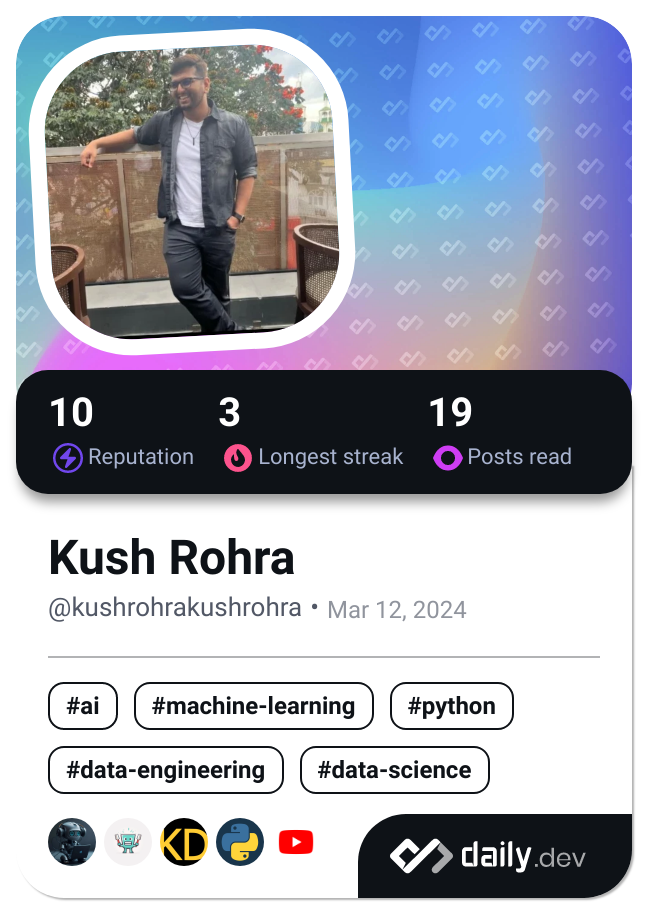 10 3 19
Reputation Longest streak Posts read
Kush Rohra
@kushrohrakushrohra • Mar 12, 2024
#ai #machine-learning #python
#data-engineering #data-science
KD
daily.dev